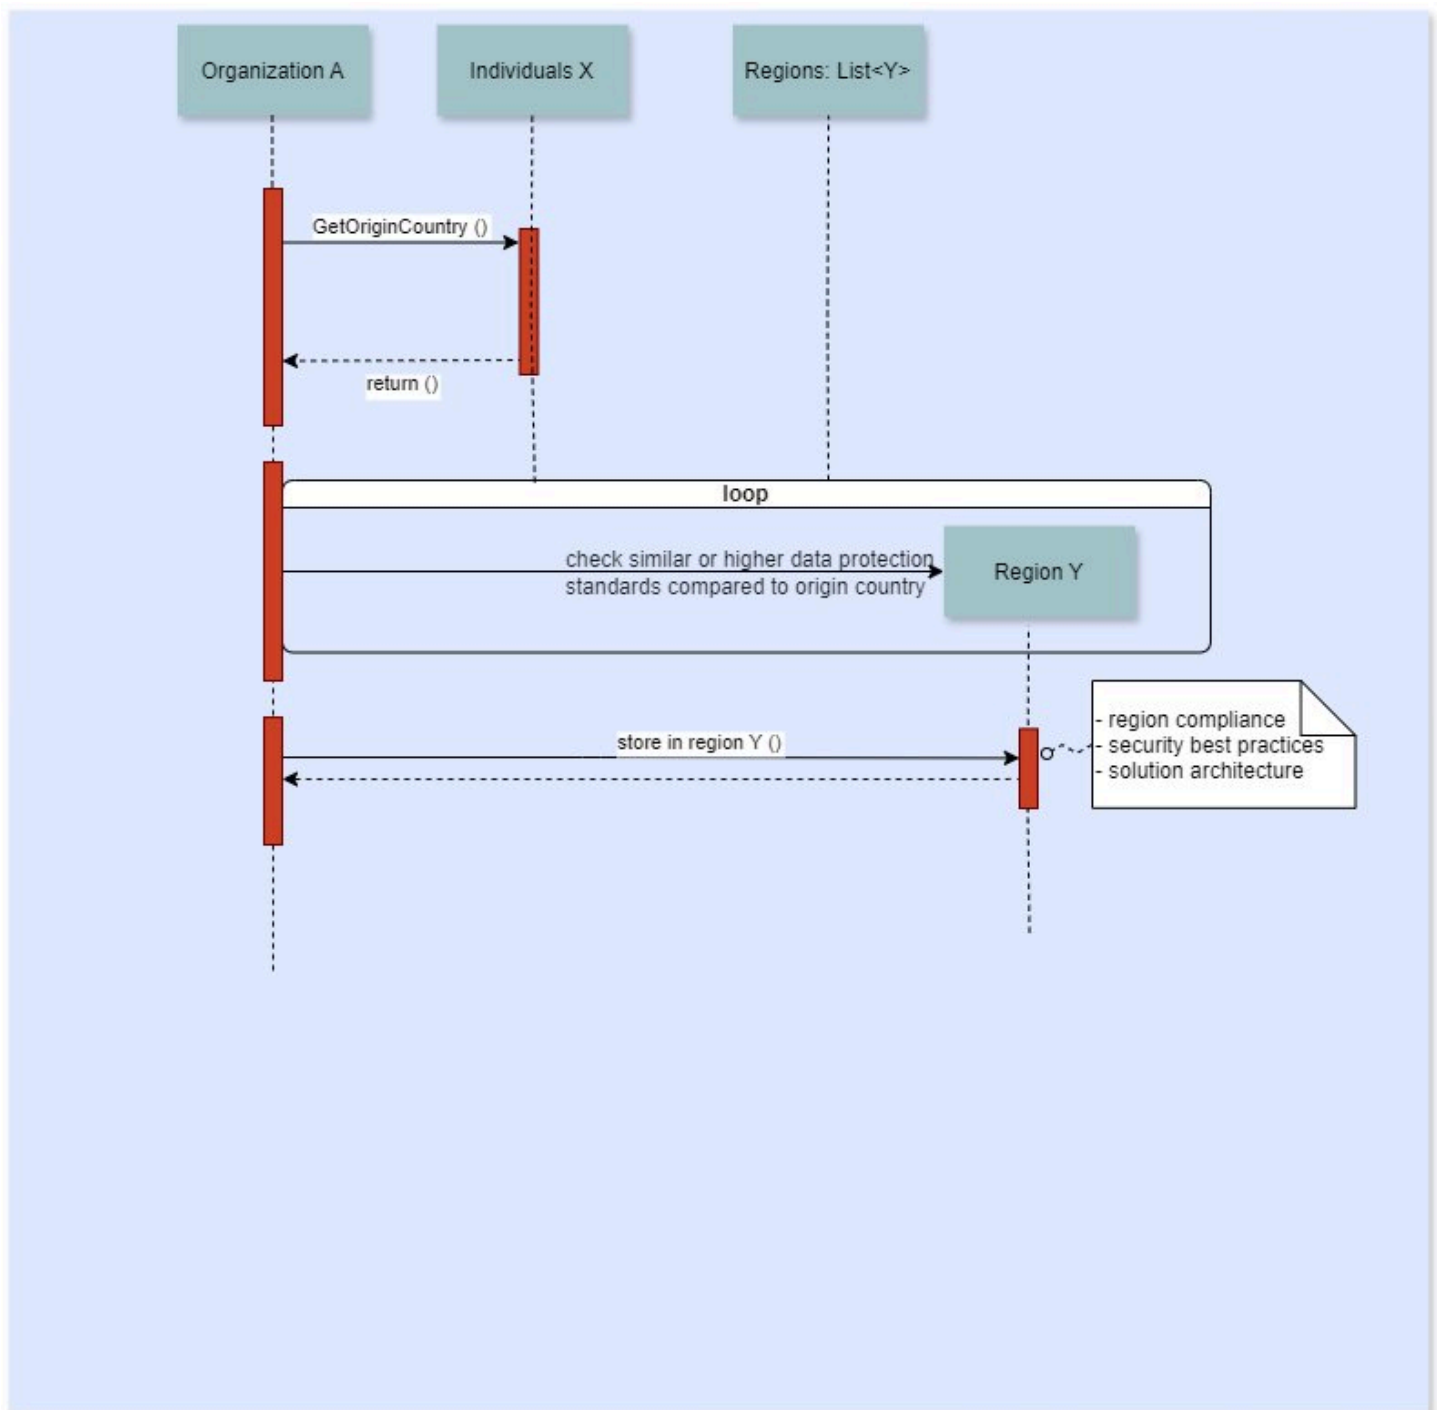 Organization A
Individuals X
Regions: List<Y>
GetOriginCountry ()
return ()
loop
check similar or higher data protection
standards compared to origin country
Region Y
store in region Y ()
- region compliance
- security best practices
- solution architecture